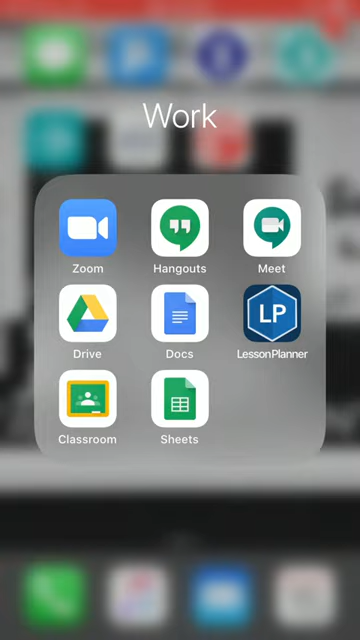 Work
Zoom
Hangouts
Meet
Drive
Docs
LP
LessonPlanner
Classroom
Sheets